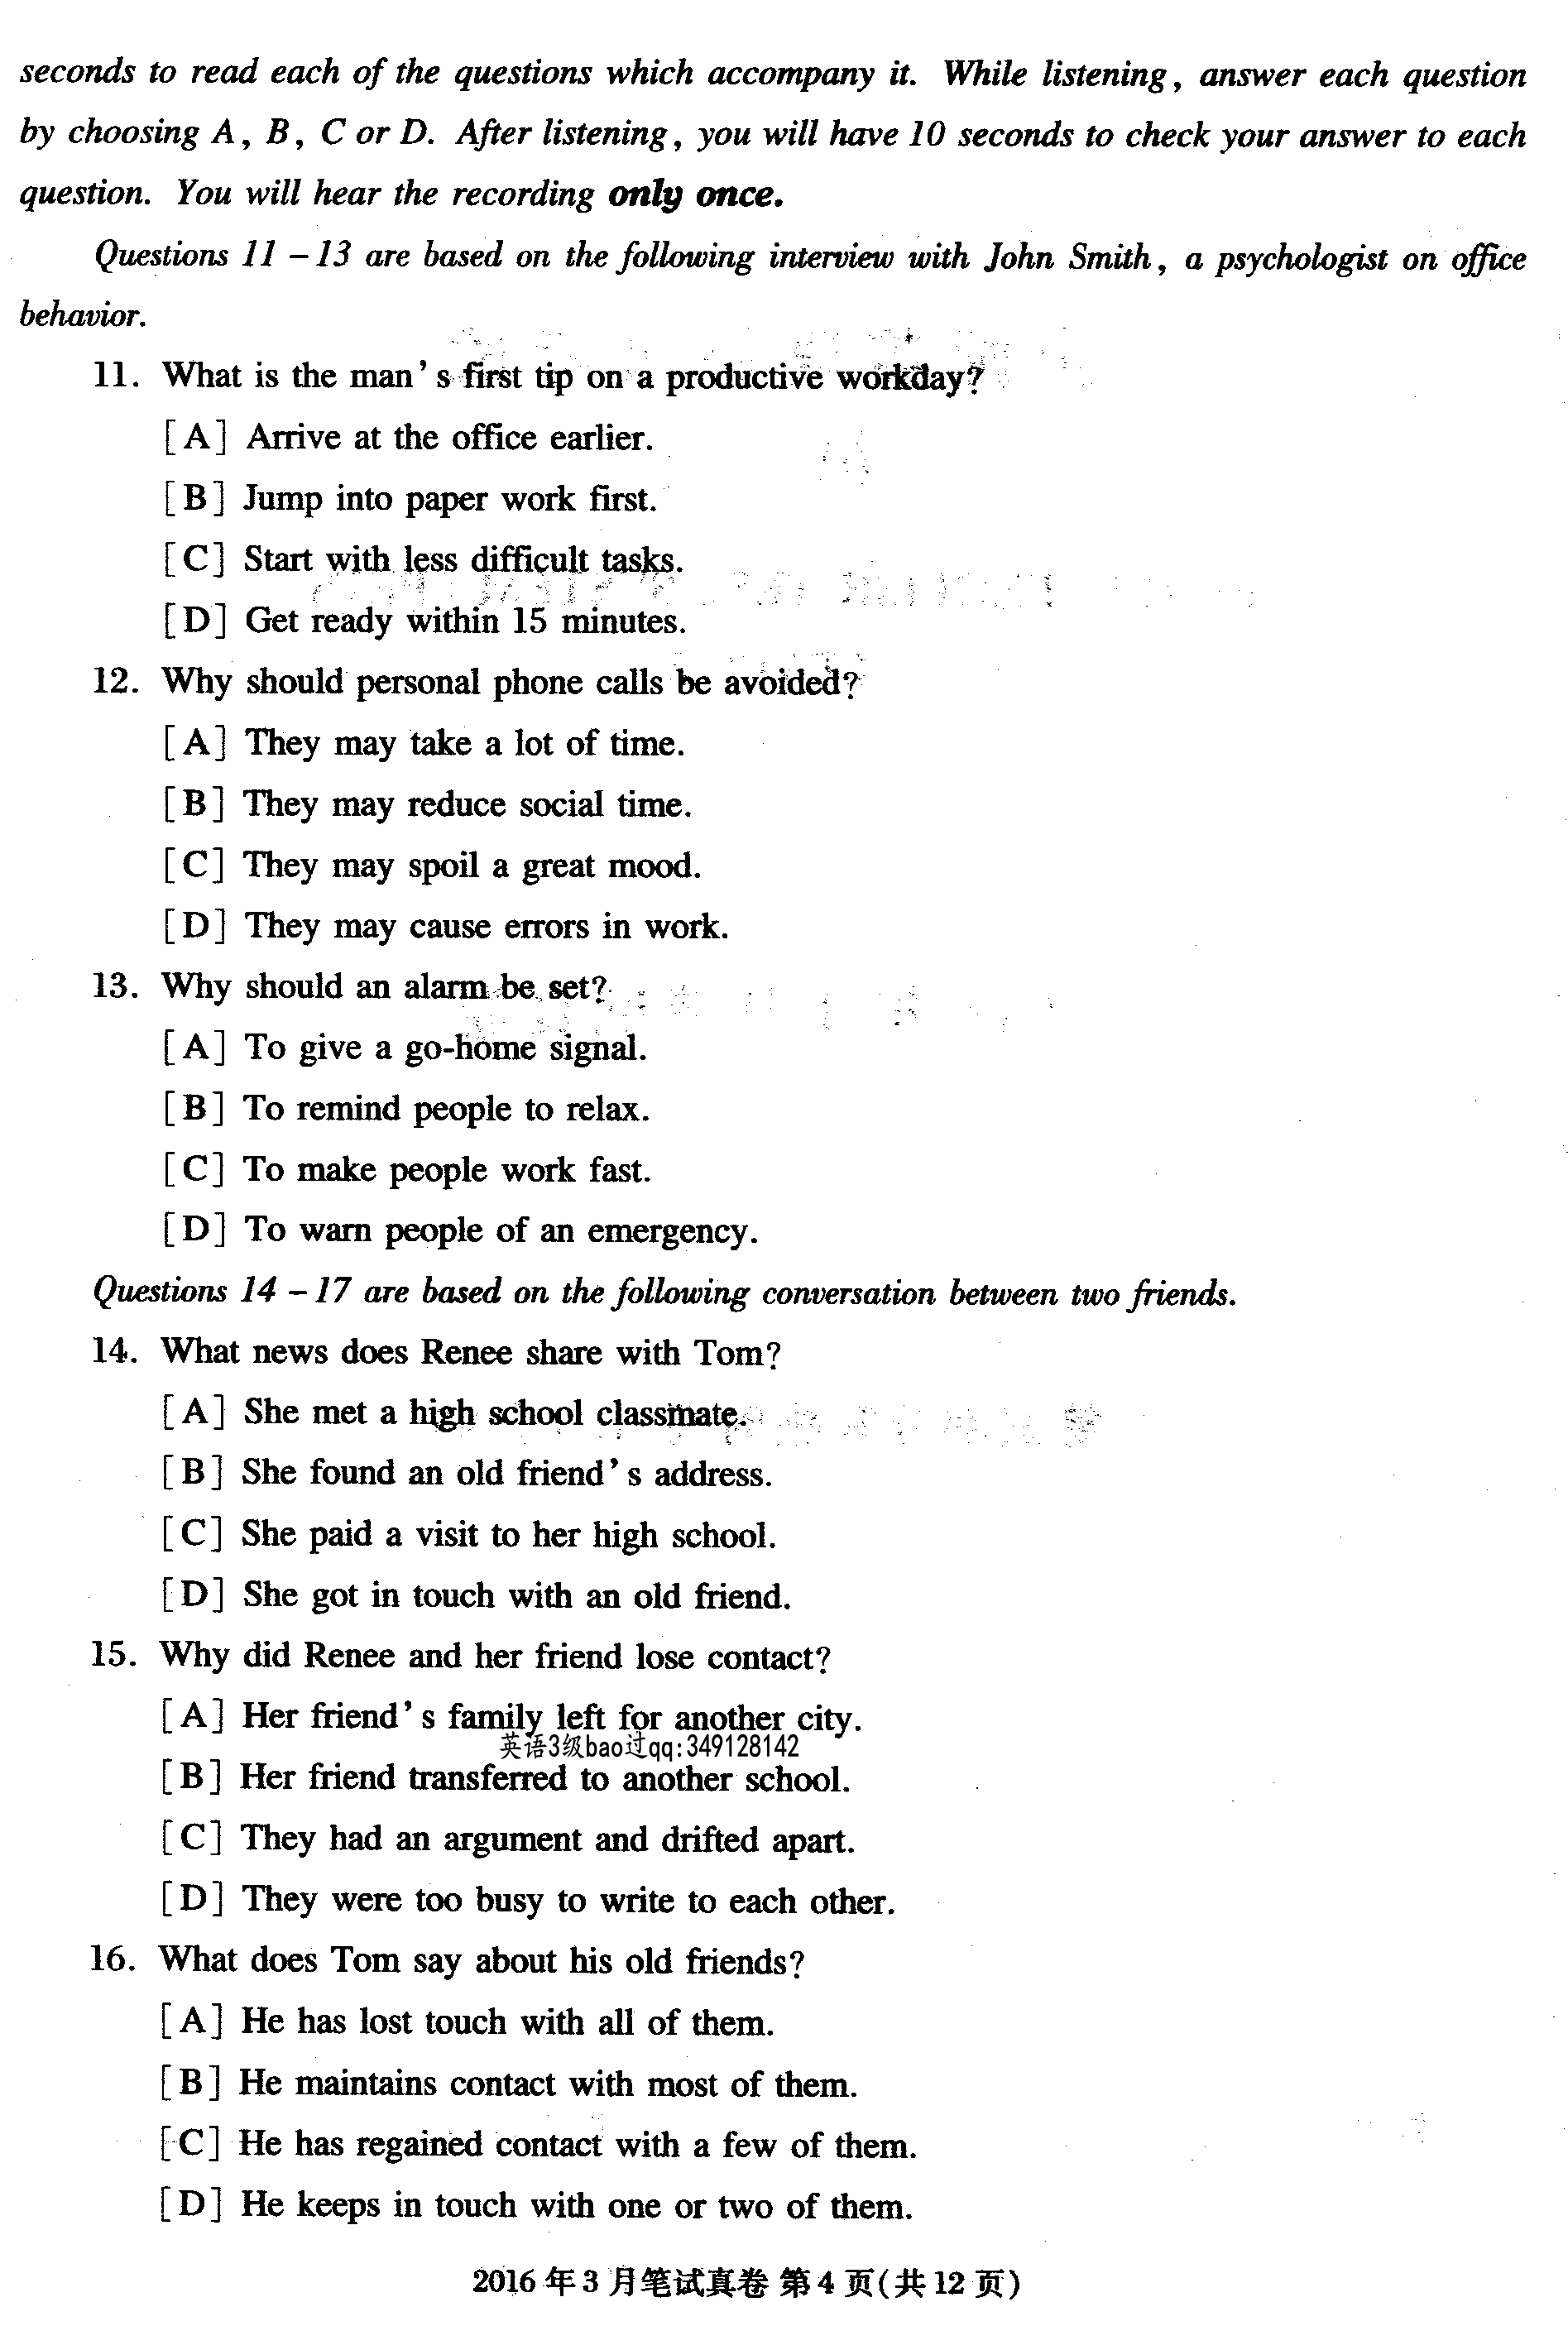 seconds to read each of the questions which accompany it. While listening, answer each question
by choosing A, B, C or D. After listening, you will have 10 seconds to check your answer to each
question. You will hear the recording only once.
Questions 11 – 13 are based on the following interview with John Smith, a psychologist on office
behavior.
11. What is the man's first tip on a productive workday?
[A] Arrive at the office earlier.
[B] Jump into paper work first.
[C] Start with less difficult tasks.
[D] Get ready within 15 minutes.
12. Why should personal phone calls be avoided?
[A] They may take a lot of time.
[B] They may reduce social time.
[C] They may spoil a great mood.
[D] They may cause errors in work.
13. Why should an alarm be set?
[A] To give a go-home signal.
[B] To remind people to relax.
[C] To make people work fast.
[D] To warn people of an emergency.
Questions 14 – 17 are based on the following conversation between two friends.
14. What news does Renee share with Tom?
[A] She met a high school classmate.
[B] She found an old friend's address.
[C] She paid a visit to her high school.
[D] She got in touch with an old friend.
15. Why did Renee and her friend lose contact?
[A] Her friend's family left for another city.
英语3级bao过qq:349128142
[B] Her friend transferred to another school.
[C] They had an argument and drifted apart.
[D] They were too busy to write to each other.
16. What does Tom say about his old friends?
[A] He has lost touch with all of them.
[B] He maintains contact with most of them.
[C] He has regained contact with a few of them.
[D] He keeps in touch with one or two of them.
2016年3月笔试真卷 第4页(共12页)